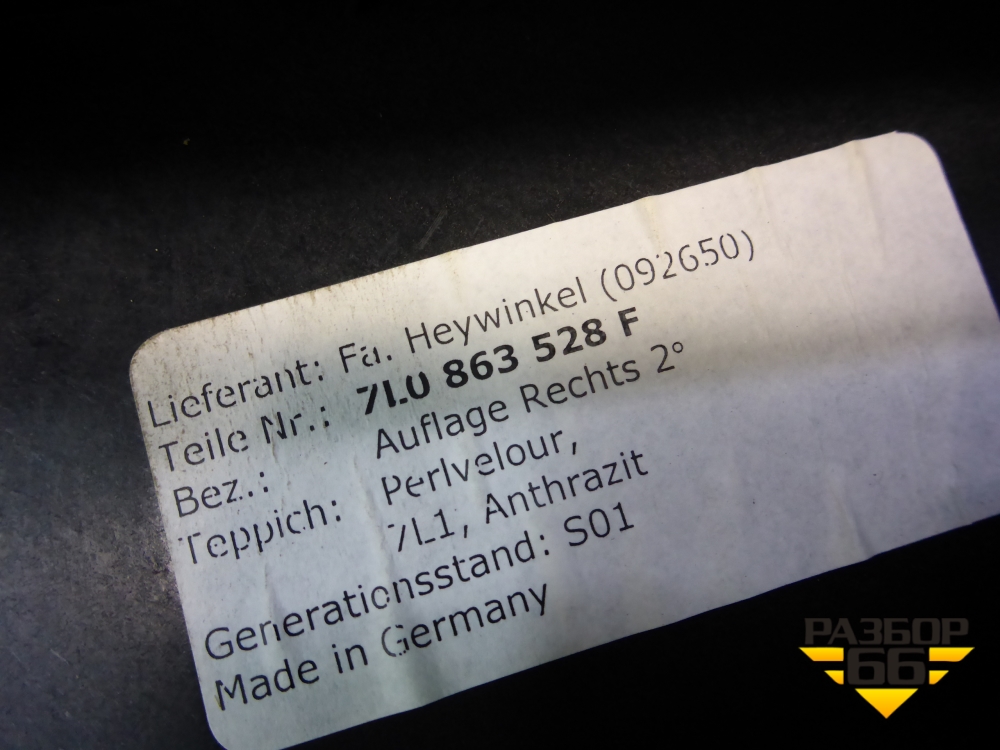 Lieferant: Fa. Heywinkel (092650)
Teile Nr.: 7L0 863 528 F
Bez.: Auflage Rechts 2°
Teppich: Perlvelour,
7L1, Anthrazit
Generationsstand: S01
Made in Germany
РАЗБОР
66